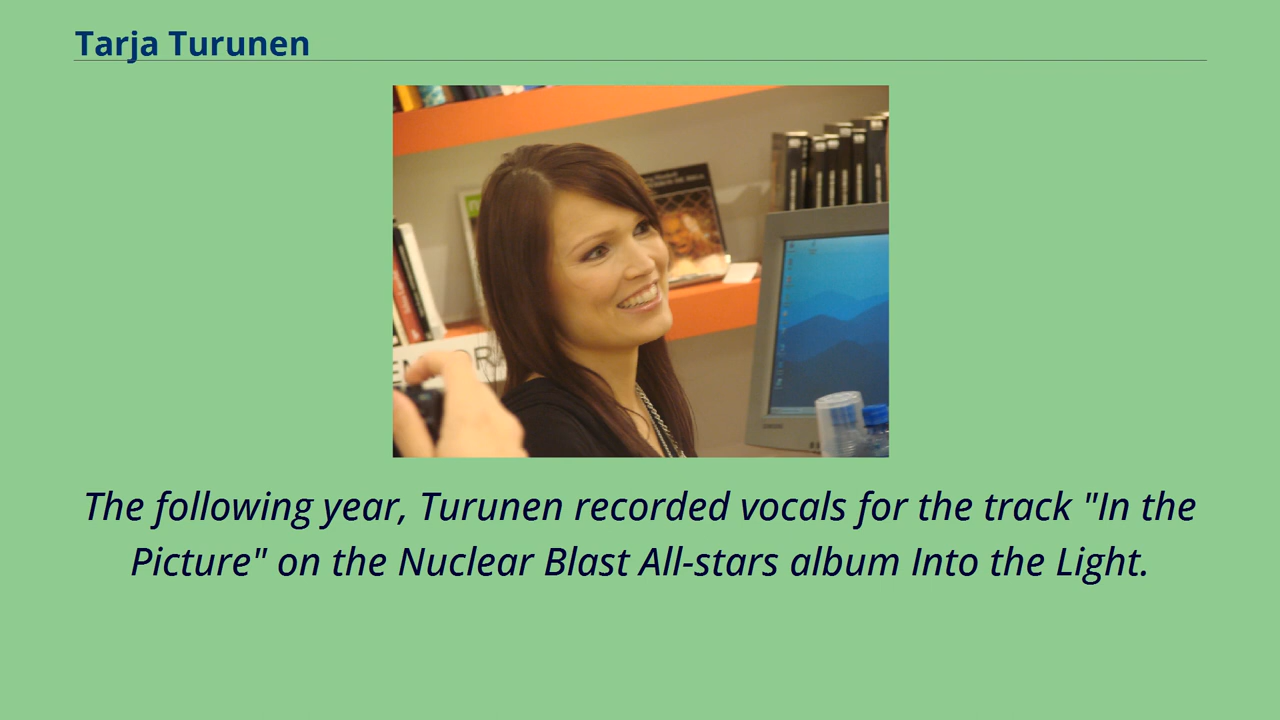 Tarja Turunen
The following year, Turunen recorded vocals for the track "In the
Picture" on the Nuclear Blast All-stars album Into the Light.